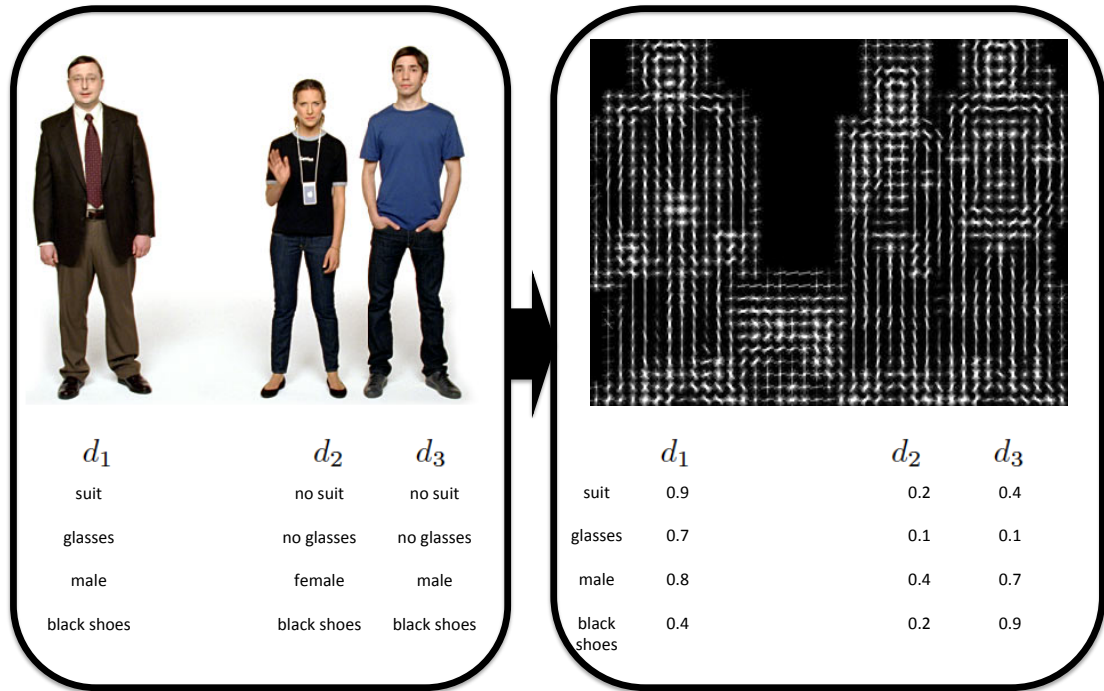 d₁ d₂ d₃
suit no suit no suit
glasses no glasses no glasses
male female male
black shoes black shoes black shoes
d₁ d₂ d₃
suit 0.9 0.2 0.4
glasses 0.7 0.1 0.1
male 0.8 0.4 0.7
black 0.4 0.2 0.9
shoes